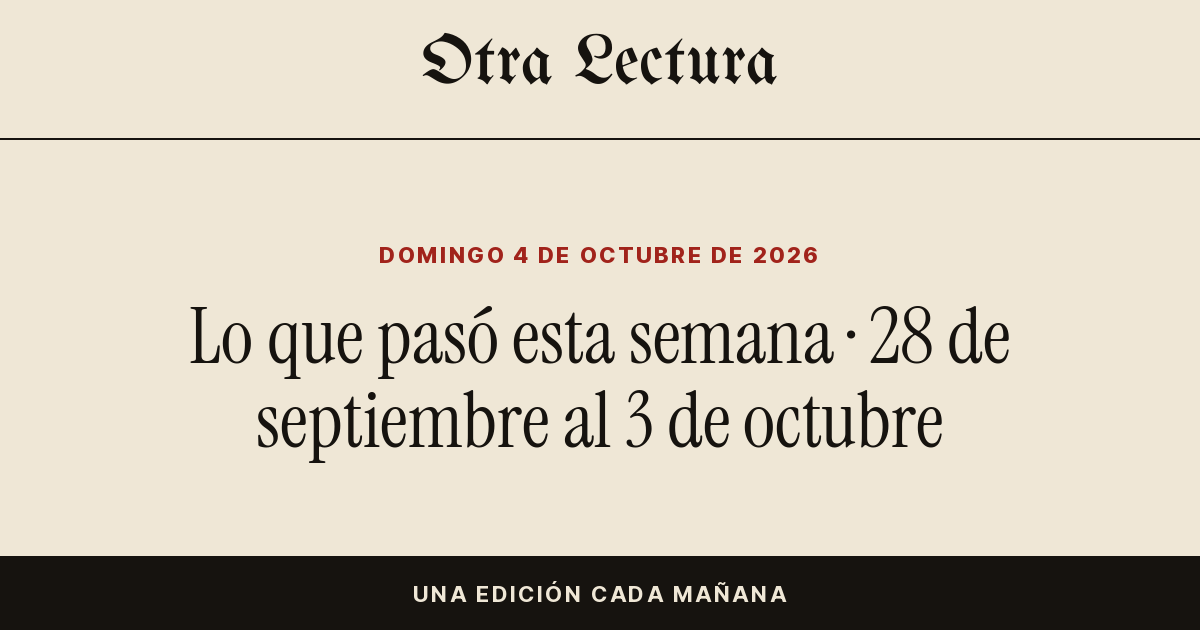 Otra Lectura
DOMINGO 4 DE OCTUBRE DE 2026
Lo que pasó esta semana · 28 de
septiembre al 3 de octubre
UNA EDICIÓN CADA MAÑANA